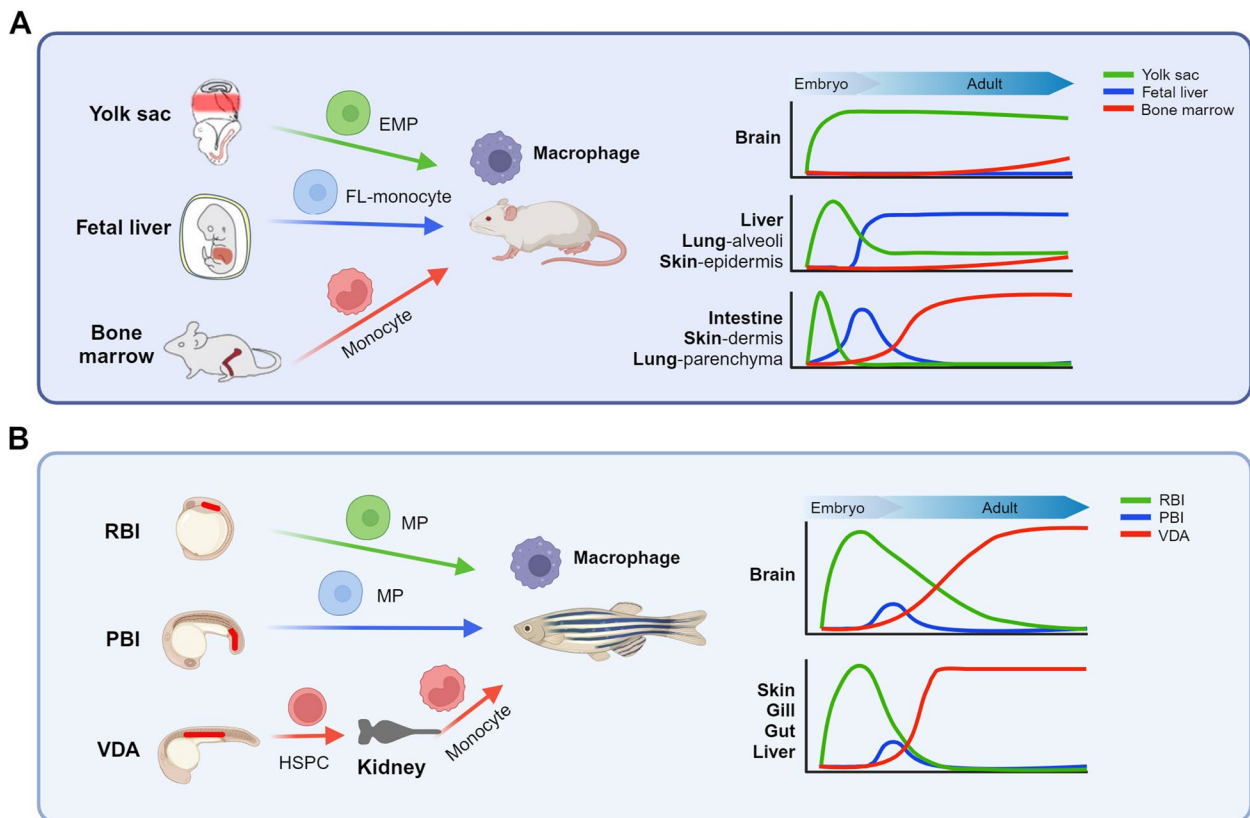 A
Yolk sac
EMP
Macrophage
FL-monocyte
Fetal liver
Bone
marrow
Monocyte
Embryo
Adult
Yolk sac
Fetal liver
Bone marrow
Brain
Liver
Lung-alveoli
Skin-epidermis
Intestine
Skin-dermis
Lung-parenchyma
B
RBI
MP
Macrophage
PBI
MP
VDA
HSPC
Kidney
Monocyte
Embryo
Adult
RBI
PBI
VDA
Brain
Skin
Gill
Gut
Liver